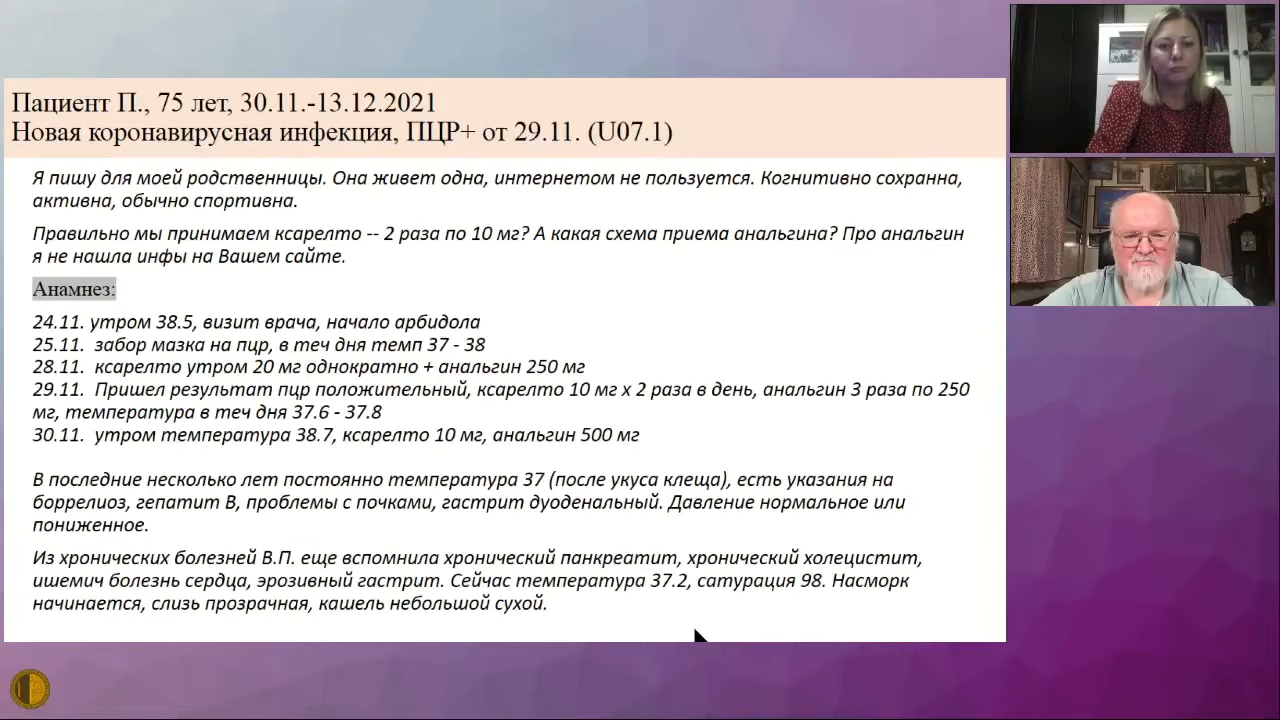 Пациент П., 75 лет, 30.11.-13.12.2021
Новая коронавирусная инфекция, ПЦР+ от 29.11. (U07.1)
Я пишу для моей родственницы. Она живет одна, интернетом не пользуется. Когнитивно сохранна,
активна, обычно спортивна.
Правильно мы принимаем ксарелто -- 2 раза по 10 мг? А какая схема приема анальгина? Про анальгин
я не нашла инфы на Вашем сайте.
Анамнез:
24.11. утром 38.5, визит врача, начало арбидола
25.11. забор мазка на пцр, в теч дня темп 37 - 38
28.11. ксарелто утром 20 мг однократно + анальгин 250 мг
29.11. Пришел результат пцр положительный, ксарелто 10 мг х 2 раза в день, анальгин 3 раза по 250
мг, температура в теч дня 37.6 - 37.8
30.11. утром температура 38.7, ксарелто 10 мг, анальгин 500 мг
В последние несколько лет постоянно температура 37 (после укуса клеща), есть указания на
боррелиоз, гепатит В, проблемы с почками, гастрит дуоденальный. Давление нормальное или
пониженное.
Из хронических болезней В.П. еще вспомнила хронический панкреатит, хронический холецистит,
ишемич болезнь сердца, эрозивный гастрит. Сейчас температура 37.2, сатурация 98. Насморк
начинается, слизь прозрачная, кашель небольшой сухой.